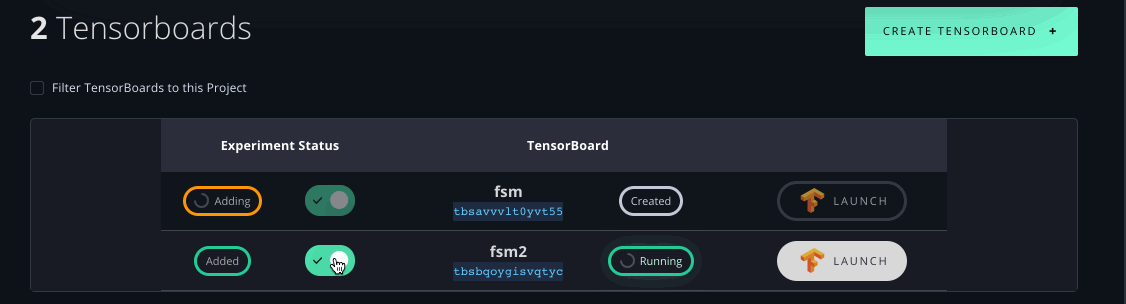 2 Tensorboards
CREATE TENSORBOARD +
Filter TensorBoards to this Project
Experiment Status TensorBoard
Adding fsm Created LAUNCH
tbsavvvlt0yvt55
Added fsm2 Running LAUNCH
tbsbqoygisvqtyc